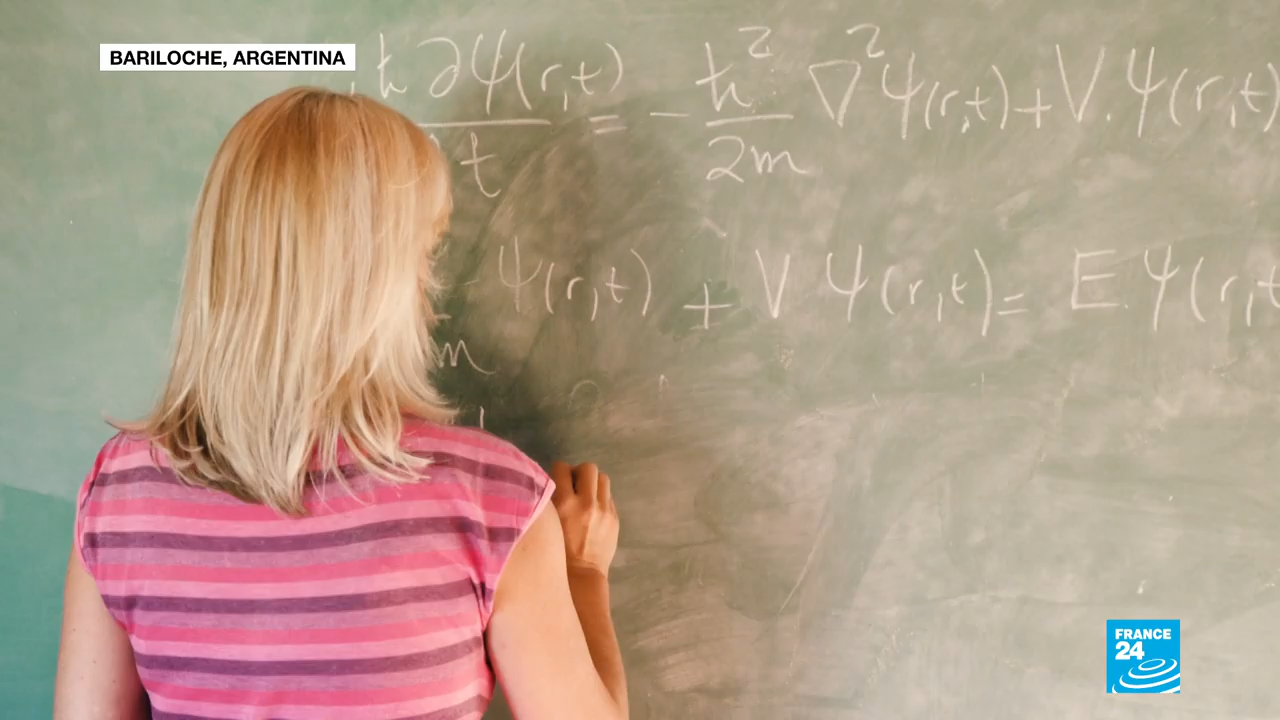 BARILOCHE, ARGENTINA
ħ ∂Ψ(r,t) = - ħ² ∇²Ψ(r,t) + V.Ψ(r,t)
t 2m
Ψ(r,t) + V Ψ(r,t) = E.Ψ(r,t
m
FRANCE
24